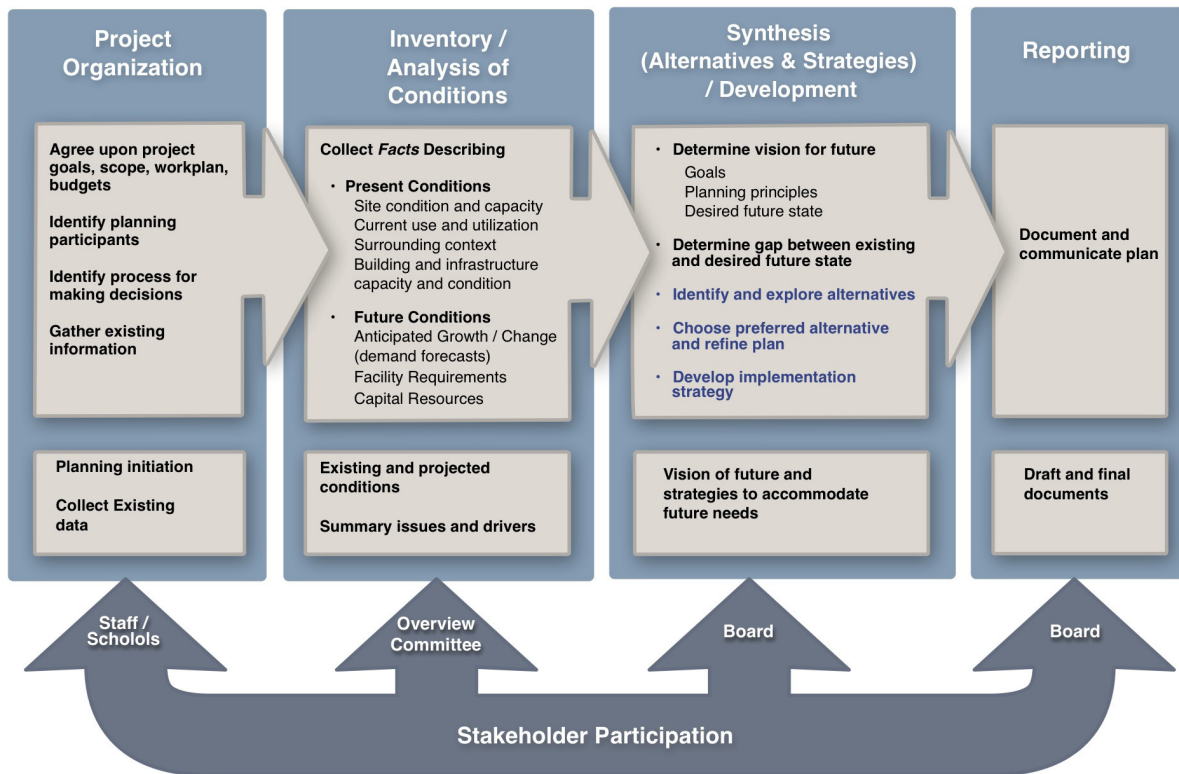 Project
Organization
Agree upon project
goals, scope, workplan,
budgets
Identify planning
participants
Identify process for
making decisions
Gather existing
information
Planning initiation
Collect Existing
data
Inventory /
Analysis of
Conditions
Collect Facts Describing
· Present Conditions
Site condition and capacity
Current use and utilization
Surrounding context
Building and infrastructure
capacity and condition
· Future Conditions
Anticipated Growth / Change
(demand forecasts)
Facility Requirements
Capital Resources
Existing and projected
conditions
Summary issues and drivers
Synthesis
(Alternatives & Strategies)
/ Development
· Determine vision for future
Goals
Planning principles
Desired future state
· Determine gap between existing
and desired future state
· Identify and explore alternatives
· Choose preferred alternative
and refine plan
· Develop implementation
strategy
Vision of future and
strategies to accommodate
future needs
Reporting
Document and
communicate plan
Draft and final
documents
Staff /
Scholols
Overview
Committee
Board
Board
Stakeholder Participation